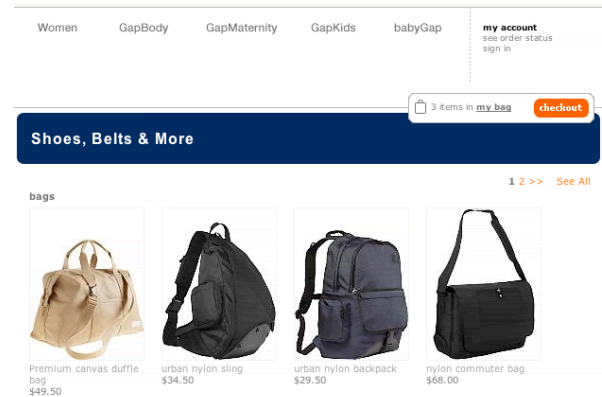 Women GapBody GapMaternity GapKids babyGap
my account
see order status
sign in
3 items in my bag checkout
Shoes, Belts & More
1 2 >> See All
bags
Premium canvas duffle bag
$49.50
urban nylon sling
$34.50
urban nylon backpack
$29.50
nylon commuter bag
$68.00